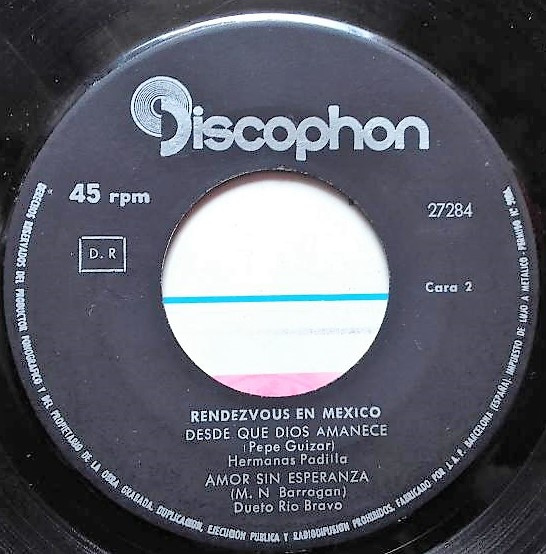 Discophon
45 rpm
27284
D. R
Cara 2
RENDEZVOUS EN MEXICO
DESDE QUE DIOS AMANECE
(Pepe Guizar)
Hermanas Padilla
AMOR SIN ESPERANZA
(M. N. Barragan)
Dueto Rio Bravo
DERECHOS RESERVADOS DEL PRODUCTOR FONOGRAFICO Y DEL PROPIETARIO DE LA OBRA GRABADA. DUPLICACION, EJECUCION PUBLICA Y RADIODIFUSION PROHIBIDOS. FABRICADO POR J.A.P. BARCELONA (ESPAÑA). IMPUESTO DE LUJO A METALICO - PERMISO